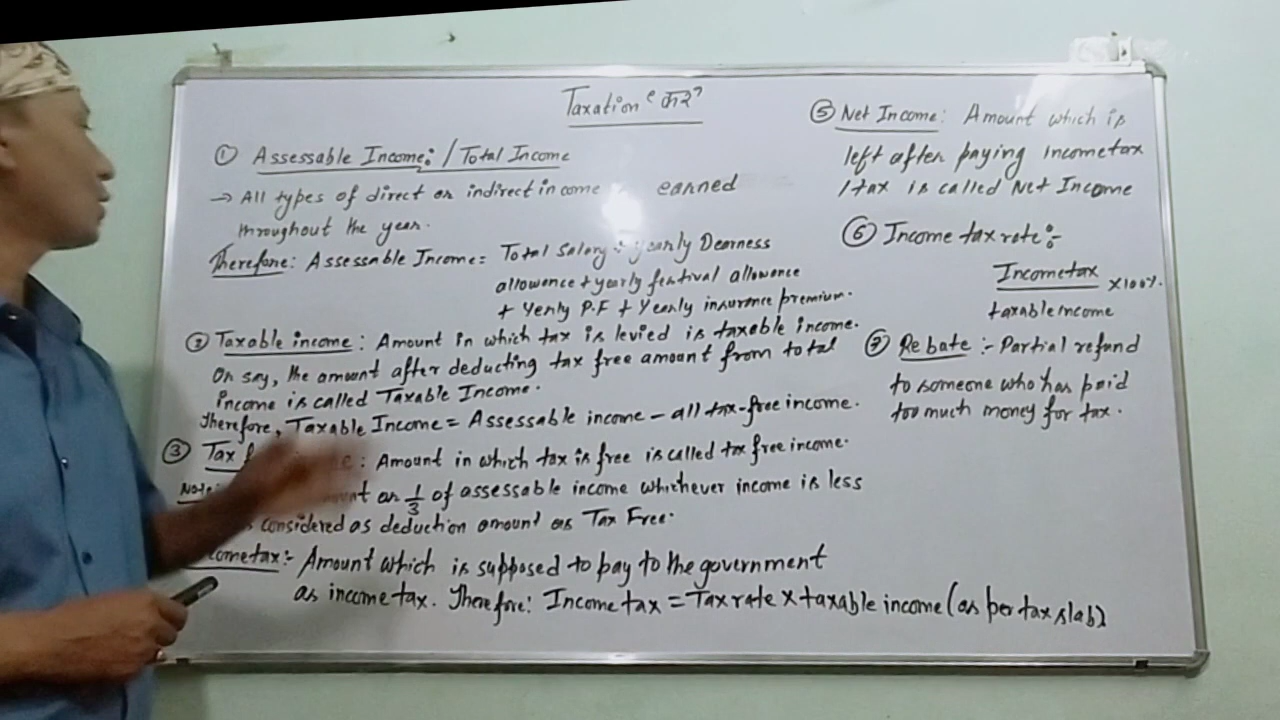 Taxation "कर"
① Assessable Income: / Total Income
→ All types of direct or indirect income earned
throughout the year.
Therefore: Assessable Income = Total Salary + yearly Dearness
allowence + yearly festival allowance
+ Yearly P.F + Yearly insurance premium.
② Taxable income: Amount in which tax is levied is taxable income.
Or say, the amount after deducting tax free amount from total
income is called Taxable Income.
Therefore, Taxable Income = Assessable income - all tax-free income.
③ Tax : Amount in which tax is free is called tax free income.
Note: or 1/3 of assessable income whichever income is less
considered as deduction amount as Tax Free.
Incometax:- Amount which is supposed to pay to the government
as income tax. Therefore: Income tax = Tax rate × taxable income (as per tax slab)
⑤ Net Income: Amount which is
left after paying incometax
/tax is called Net Income
⑥ Income tax rate:-
Incometax ×100%.
taxable income
⑦ Rebate:- Partial refund
to someone who has paid
too much money for tax.